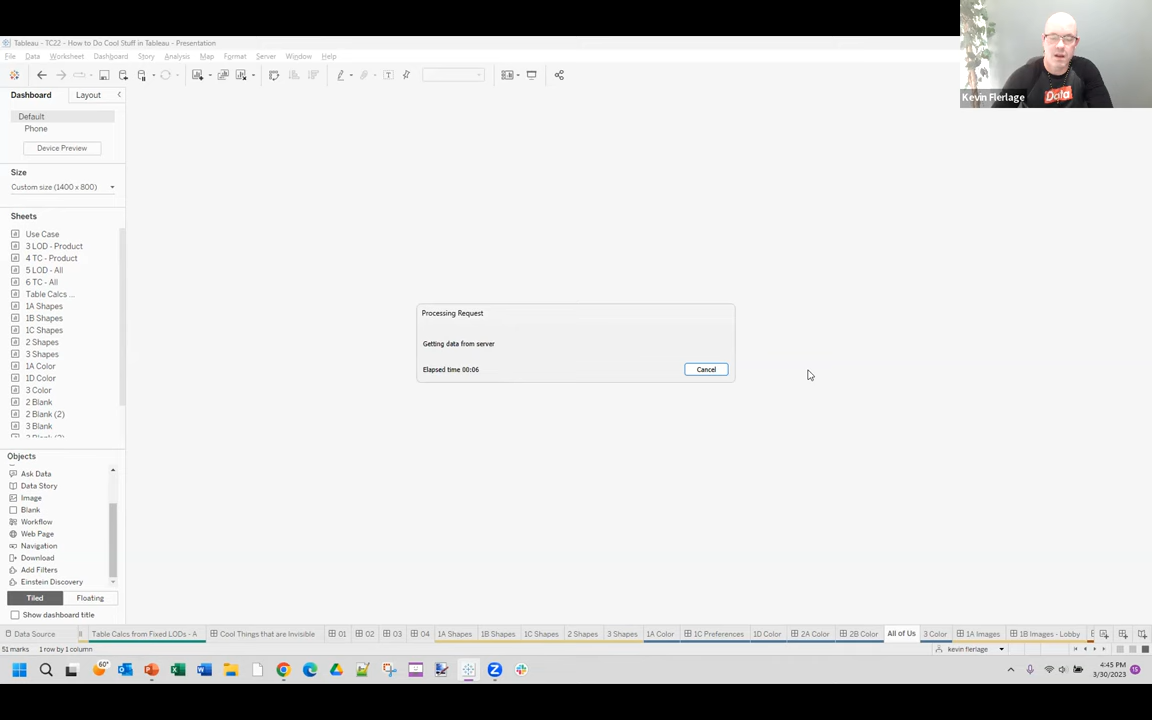 Tableau - TC22 - How to Do Cool Stuff in Tableau - Presentation
File Data Worksheet Dashboard Story Analysis Map Format Server Window Help
Data
Kevin Flerlage
Dashboard Layout
Default
Phone
Device Preview
Size
Custom size (1400 x 800)
Sheets
Use Case
3 LOD - Product
4 TC - Product
5 LOD - All
6 TC - All
Table Calcs ...
1A Shapes
1B Shapes
1C Shapes
2 Shapes
3 Shapes
1A Color
1D Color
3 Color
2 Blank
2 Blank (2)
3 Blank
Processing Request
Getting data from server
Elapsed time 00:06
Cancel
Objects
Ask Data
Data Story
Image
Blank
Workflow
Web Page
Navigation
Download
Add Filters
Einstein Discovery
Tiled Floating
Show dashboard title
Data Source Table Calcs from Fixed LODs - A Cool Things that are Invisible 01 02 03 04 1A Shapes 1B Shapes 1C Shapes 2 Shapes 3 Shapes 1A Color 1C Preferences 1D Color 2A Color 2B Color All of Us 3 Color 1A Images 1B Images - Lobby
51 marks 1 row by 1 column kevin flerlage
60° 4:45 PM
3/30/2023 15